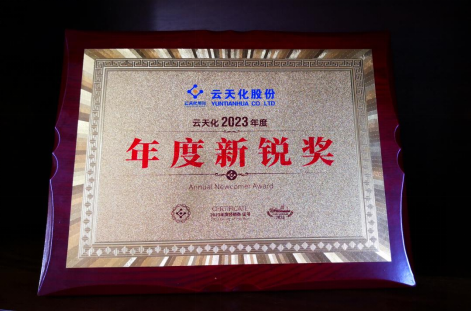 云天化股份
YUNTIANHUA CO. LTD
云天化 2023 年度
年度新锐奖
Annual Newcomer Award
CERTIFICATE